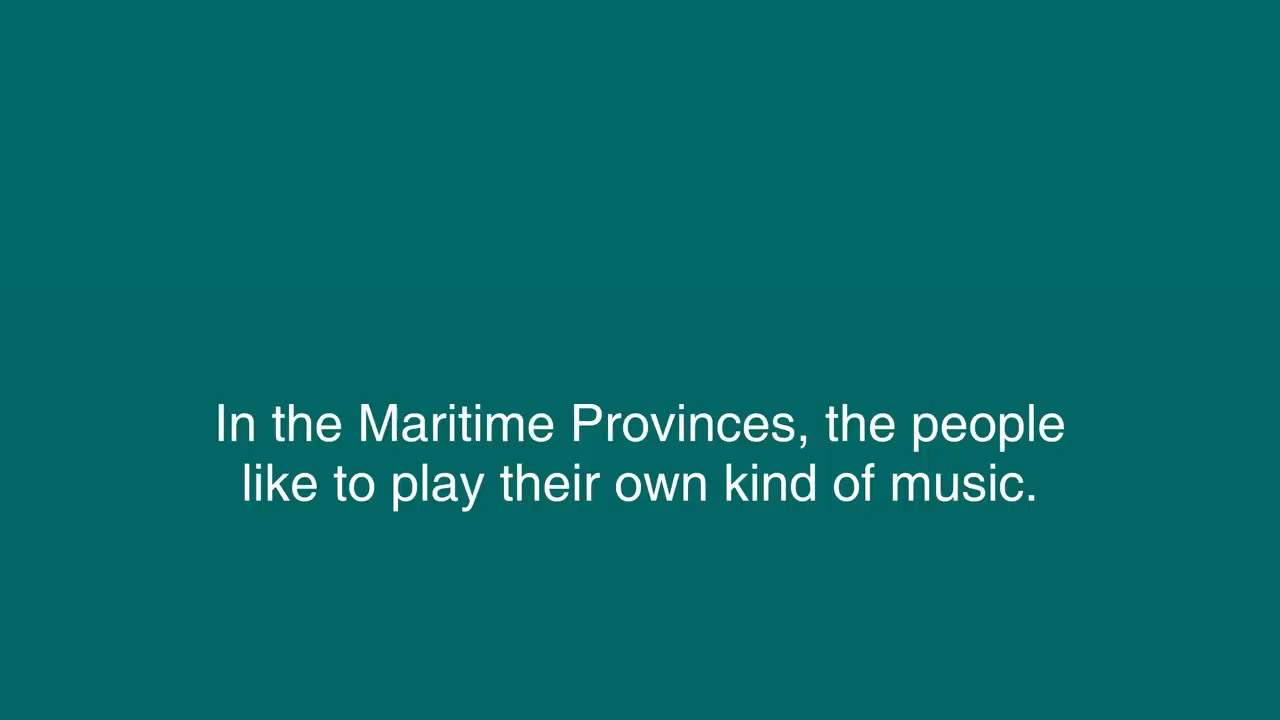 In the Maritime Provinces, the people
like to play their own kind of music.